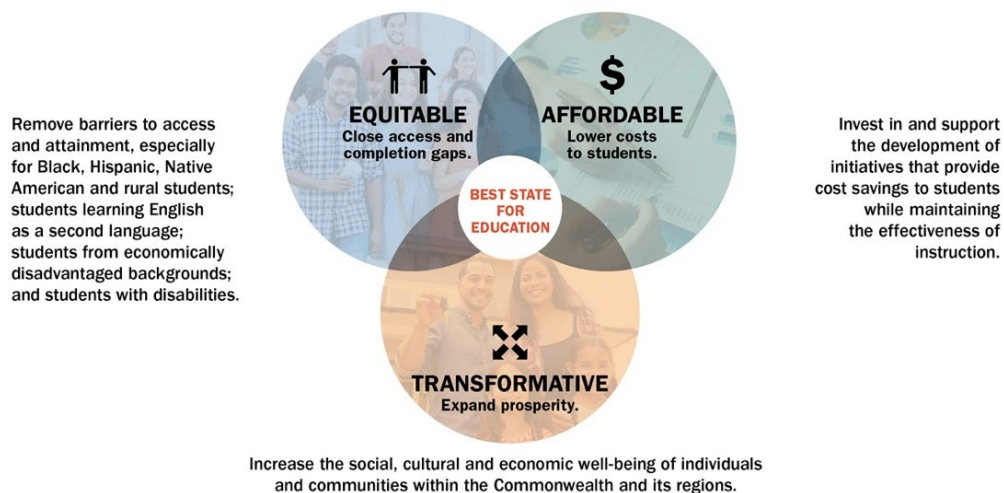 EQUITABLE
Close access and
completion gaps.
$
AFFORDABLE
Lower costs
to students.
Remove barriers to access
and attainment, especially
for Black, Hispanic, Native
American and rural students;
students learning English
as a second language;
students from economically
disadvantaged backgrounds;
and students with disabilities.
BEST STATE
FOR
EDUCATION
Invest in and support
the development of
initiatives that provide
cost savings to students
while maintaining
the effectiveness of
instruction.
TRANSFORMATIVE
Expand prosperity.
Increase the social, cultural and economic well-being of individuals
and communities within the Commonwealth and its regions.